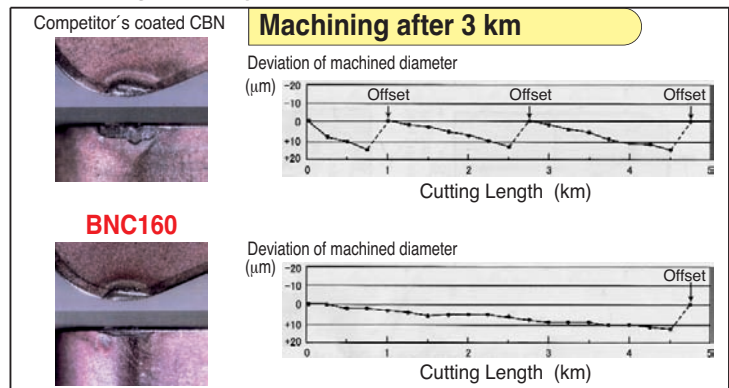 Competitor´s coated CBN
Machining after 3 km
Deviation of machined diameter
(µm)
-20
-10
0
+10
+20
Offset Offset Offset
0 1 2 3 4 5
Cutting Length (km)
BNC160
Deviation of machined diameter
(µm)
-20
-10
0
+10
+20
Offset
0 1 2 3 4 5
Cutting Length (km)